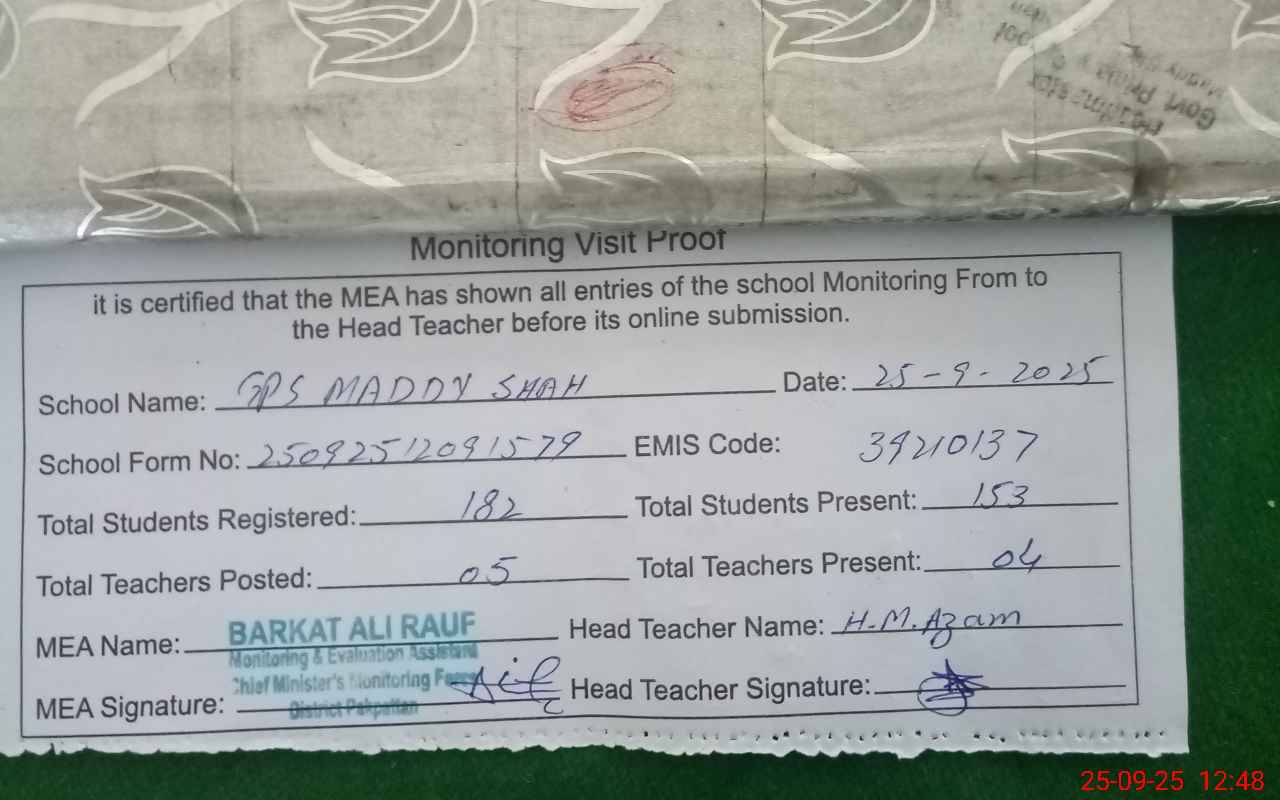 Monitoring Visit Proof
it is certified that the MEA has shown all entries of the school Monitoring From to
the Head Teacher before its online submission.
School Name: GPS MADDY SHAH Date: 25-9-2025
School Form No: 25092512091579 EMIS Code: 39210137
Total Students Registered: 182 Total Students Present: 153
Total Teachers Posted: 05 Total Teachers Present: 04
MEA Name: BARKAT ALI RAUF Head Teacher Name: H.M.Azam
Monitoring & Evaluation Assistant
Chief Minister's Monitoring Force
MEA Signature: Head Teacher Signature:
District Pakpattan
25-09-25 12:48